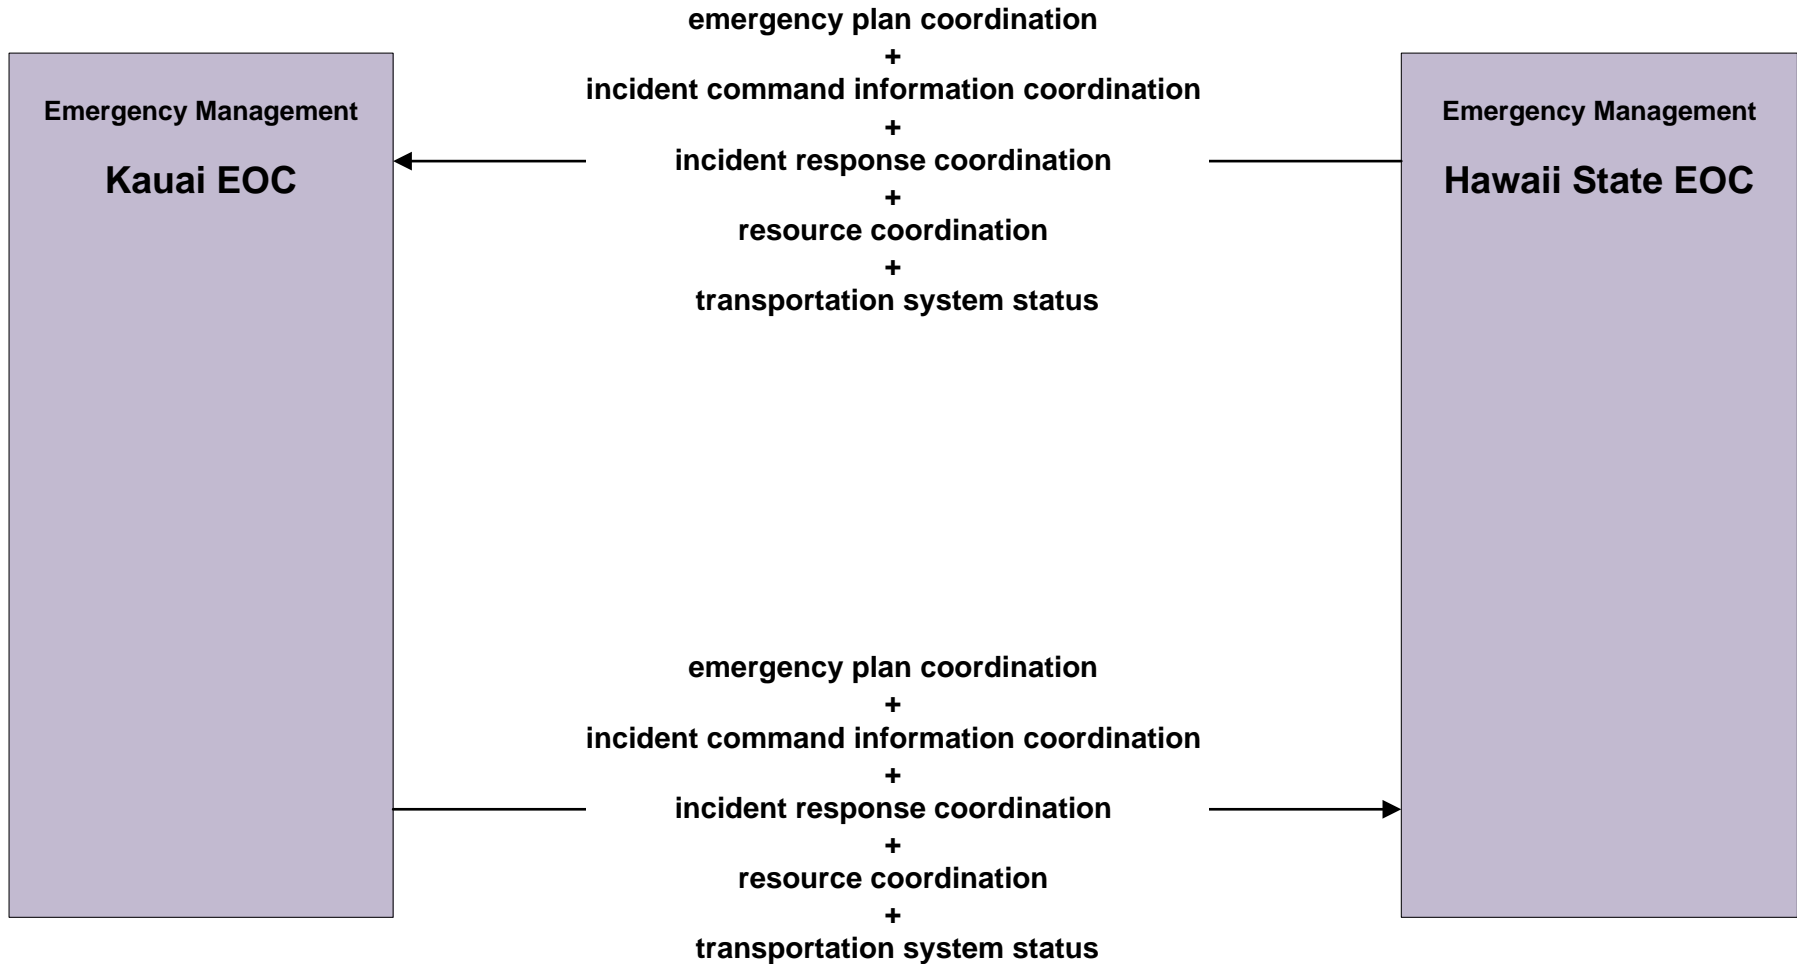 Emergency Management
Kauai EOC
emergency plan coordination
+
incident command information coordination
+
incident response coordination
+
resource coordination
+
transportation system status
Emergency Management
Hawaii State EOC
emergency plan coordination
+
incident command information coordination
+
incident response coordination
+
resource coordination
+
transportation system status